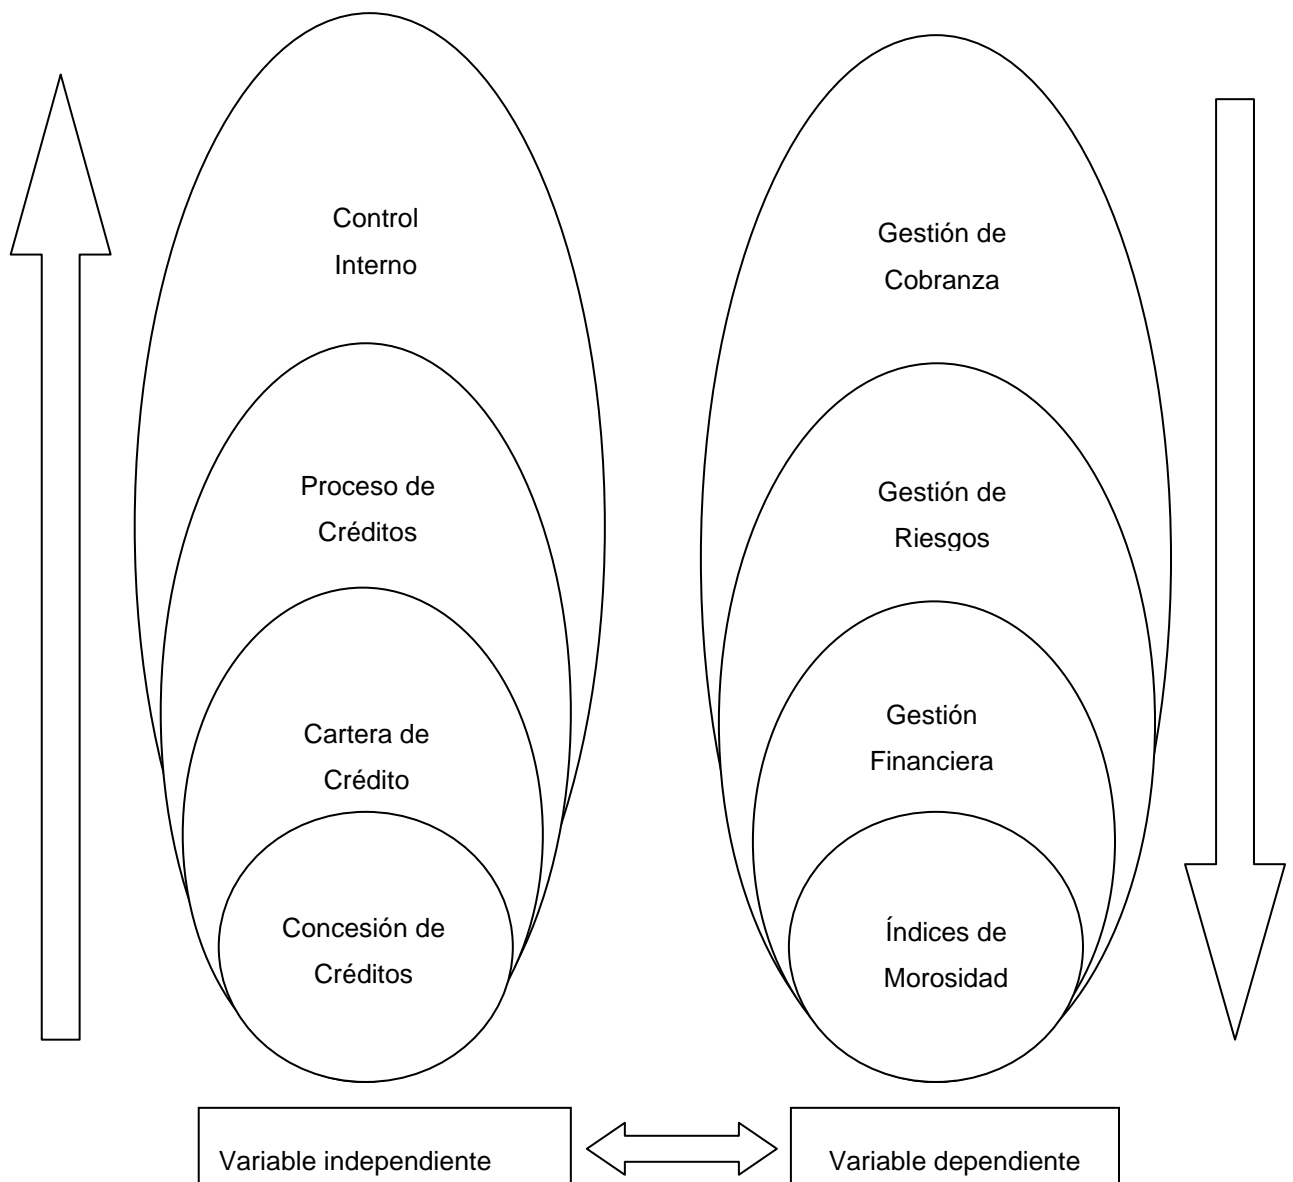 Control
Interno
Proceso de
Créditos
Cartera de
Crédito
Concesión de
Créditos
Gestión de
Cobranza
Gestión de
Riesgos
Gestión
Financiera
Índices de
Morosidad
Variable independiente
Variable dependiente